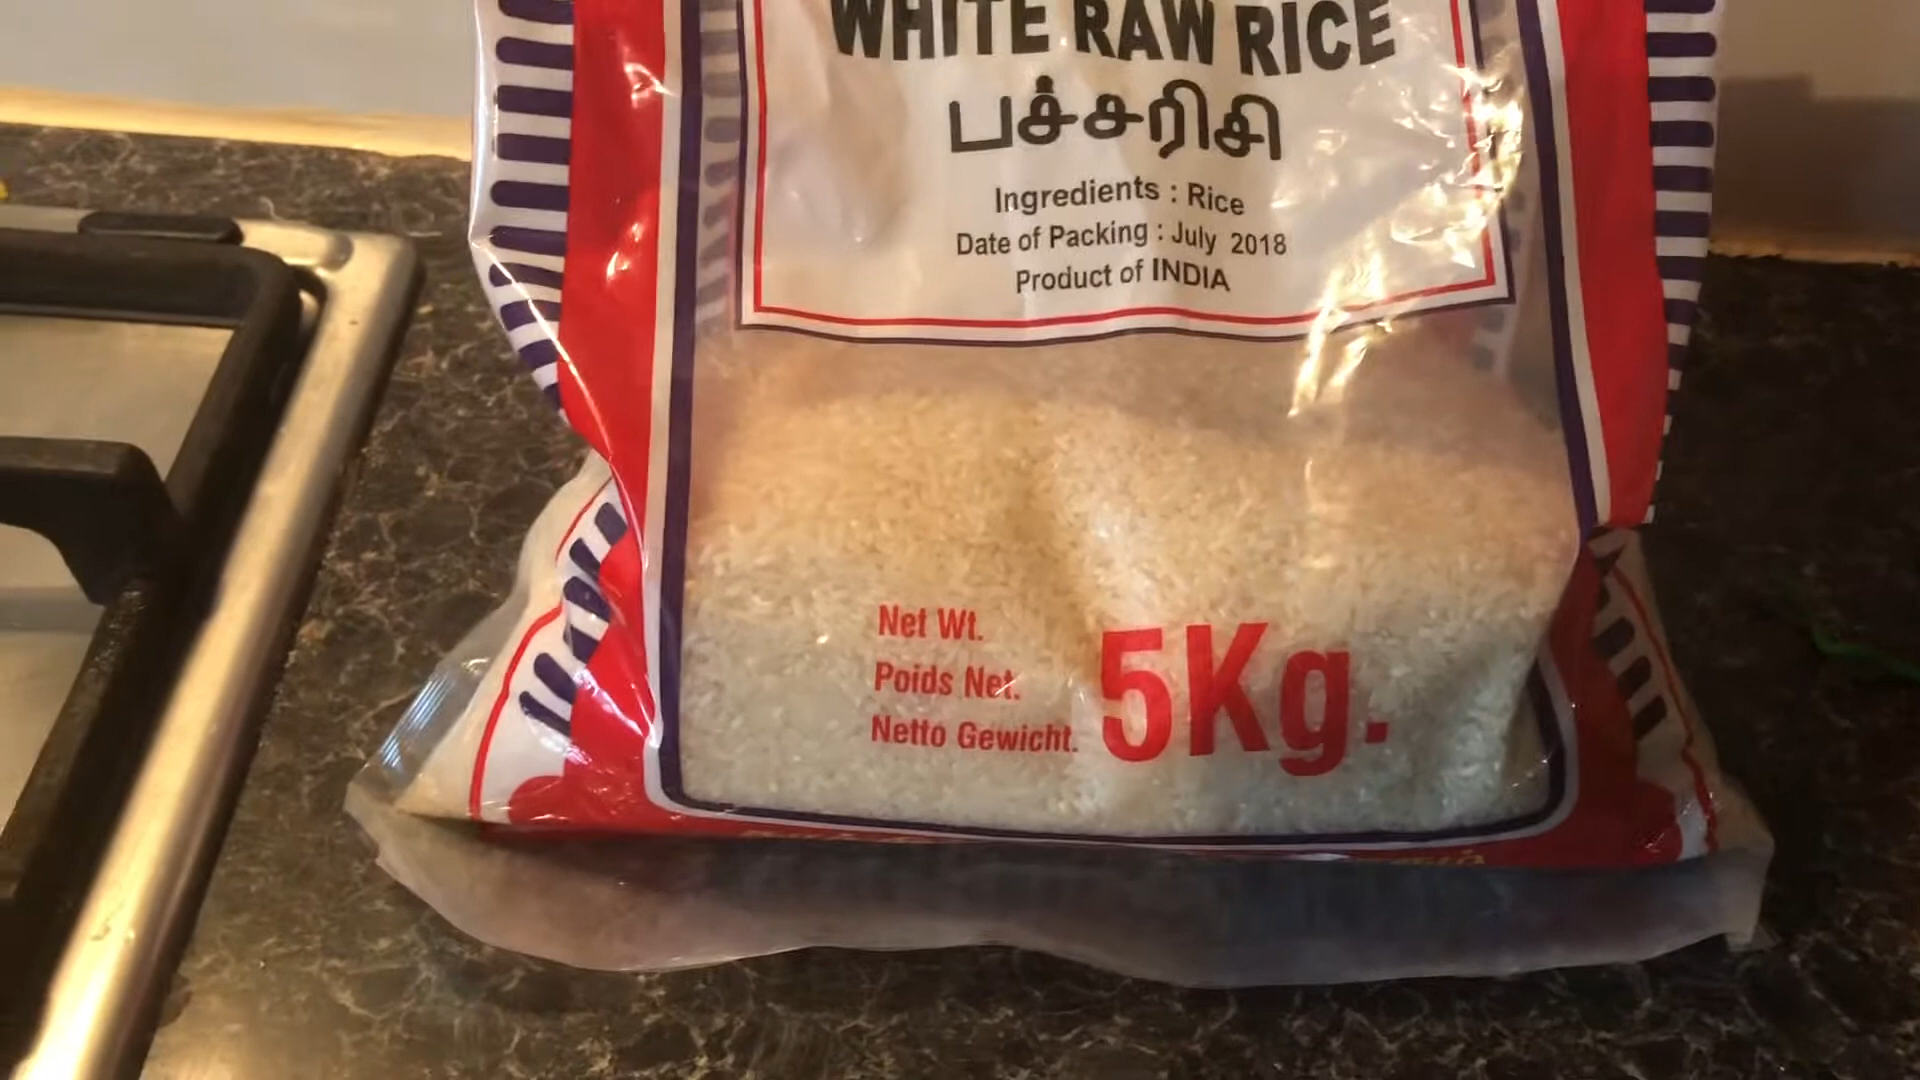 WHITE RAW RICE
பச்சரிசி
Ingredients : Rice
Date of Packing : July 2018
Product of INDIA
Net Wt.
Poids Net.
Netto Gewicht.
5Kg.